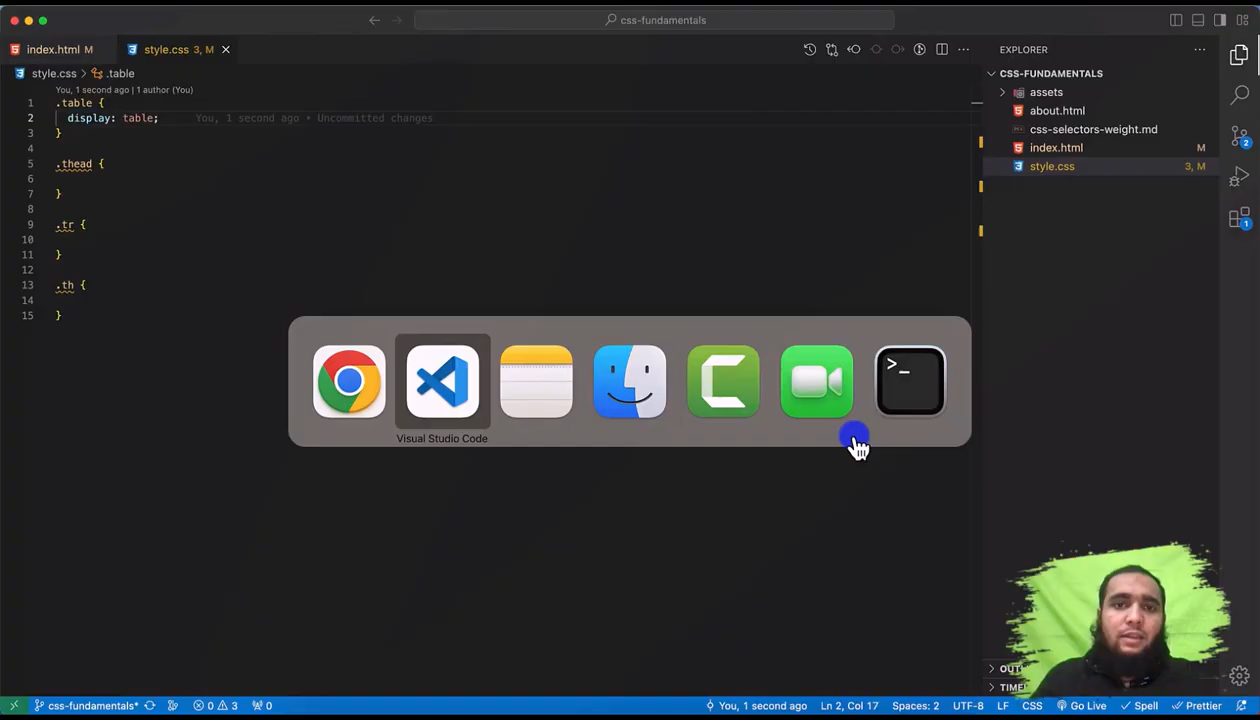 css-fundamentals
index.html M
style.css 3, M
EXPLORER
style.css > .table
CSS-FUNDAMENTALS
You, 1 second ago | 1 author (You)
assets
1 .table {
about.html
2 display: table; You, 1 second ago • Uncommitted changes
3 }
css-selectors-weight.md
4
index.html M
5 .thead {
style.css 3, M
6
7 }
8
9 .tr {
10
11 }
12
13 .th {
14
15 }
2
1
>_
Visual Studio Code
OUT
TIME
css-fundamentals* 0 3 0 You, 1 second ago Ln 2, Col 17 Spaces: 2 UTF-8 LF CSS Go Live Spell Prettier